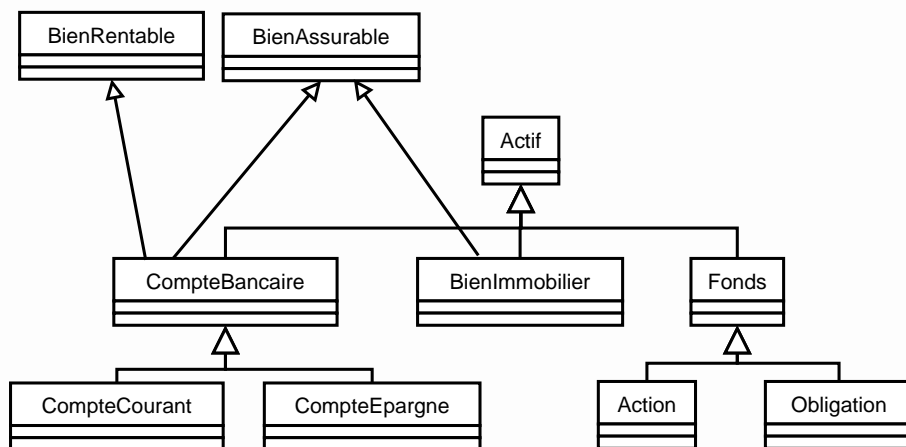 BienRentable
BienAssurable
Actif
CompteBancaire
BienImmobilier
Fonds
CompteCourant
CompteEpargne
Action
Obligation